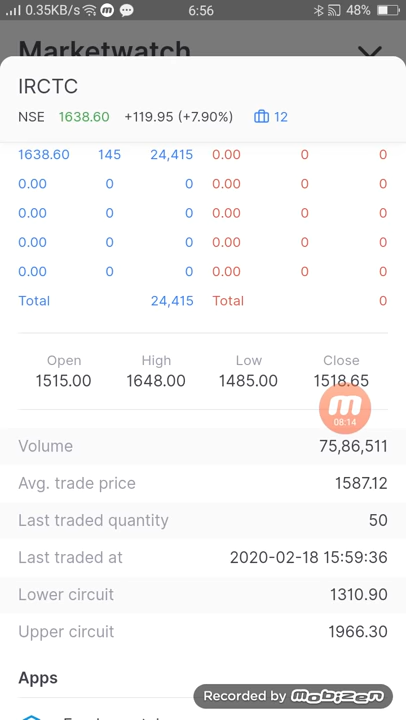 0.35KB/s 6:56 48%
Marketwatch
IRCTC
NSE 1638.60 +119.95 (+7.90%) 12
1638.60 145 24,415 0.00 0 0
0.00 0 0 0.00 0 0
0.00 0 0 0.00 0 0
0.00 0 0 0.00 0 0
0.00 0 0 0.00 0 0
Total 24,415 Total 0
Open High Low Close
1515.00 1648.00 1485.00 1518.65
m
08:14
Volume 75,86,511
Avg. trade price 1587.12
Last traded quantity 50
Last traded at 2020-02-18 15:59:36
Lower circuit 1310.90
Upper circuit 1966.30
Apps
Recorded by mobizen